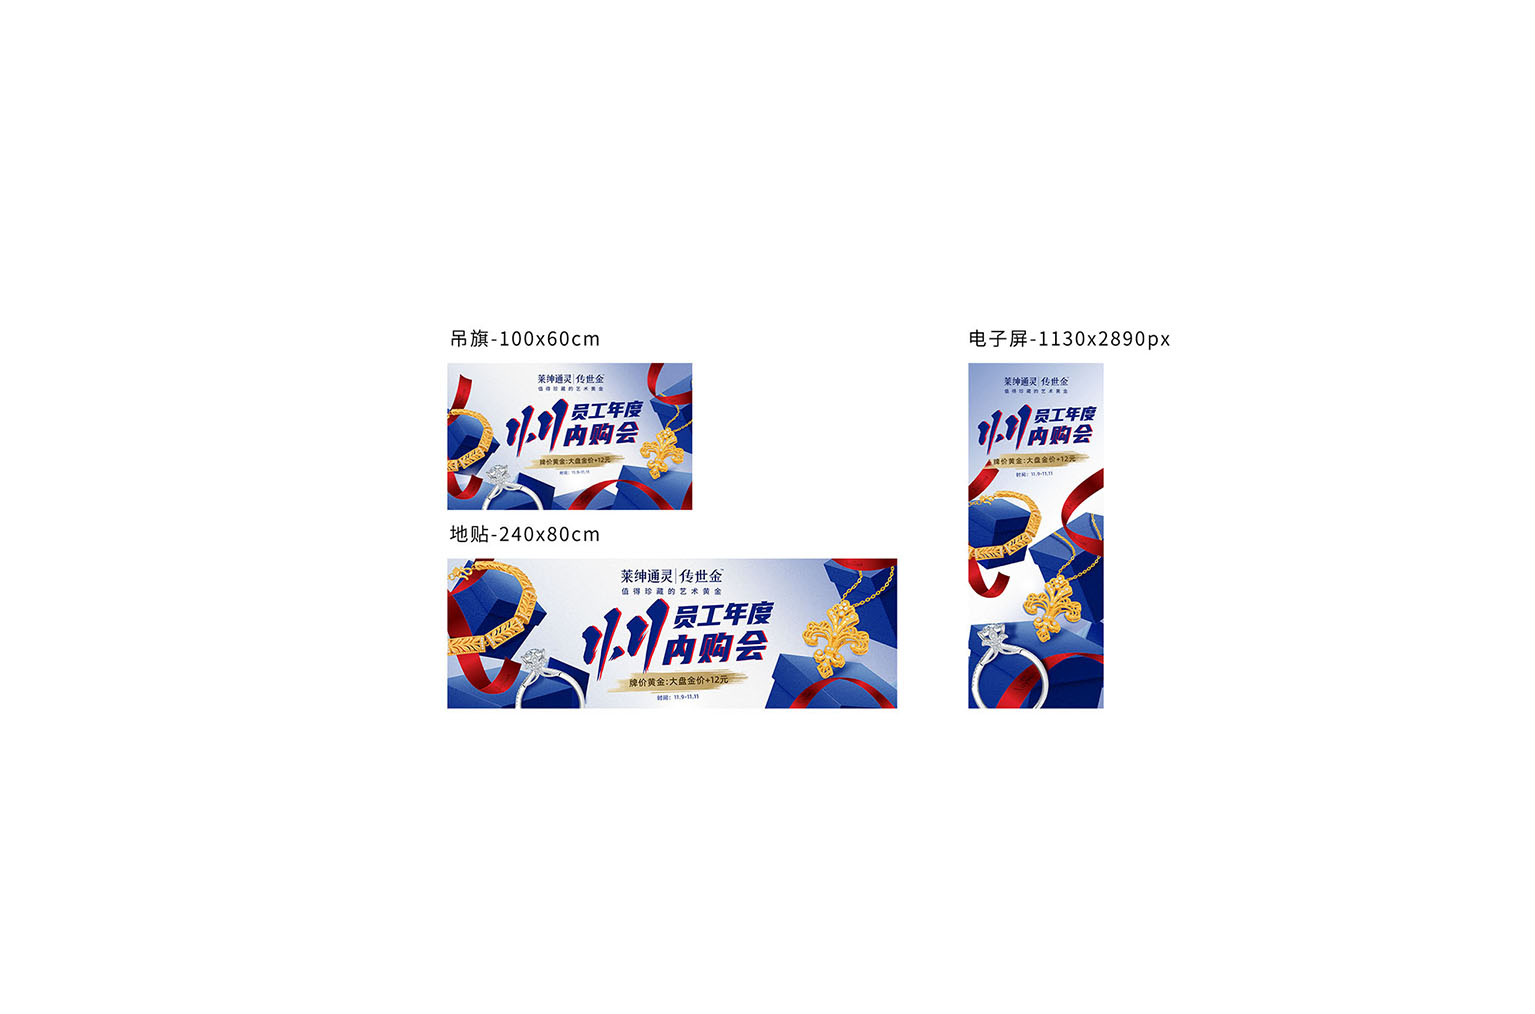 吊旗-100x60cm
莱绅通灵|传世金
值得珍藏的艺术黄金
11.11
员工年度
内购会
牌价黄金:大盘金价+12元
时间: 11.9-11.11
地贴-240x80cm
莱绅通灵|传世金
值得珍藏的艺术黄金
11.11
员工年度
内购会
牌价黄金:大盘金价+12元
时间: 11.9-11.11
电子屏-1130x2890px
莱绅通灵|传世金
值得珍藏的艺术黄金
11.11
员工年度
内购会
牌价黄金:大盘金价+12元
时间: 11.9-11.11